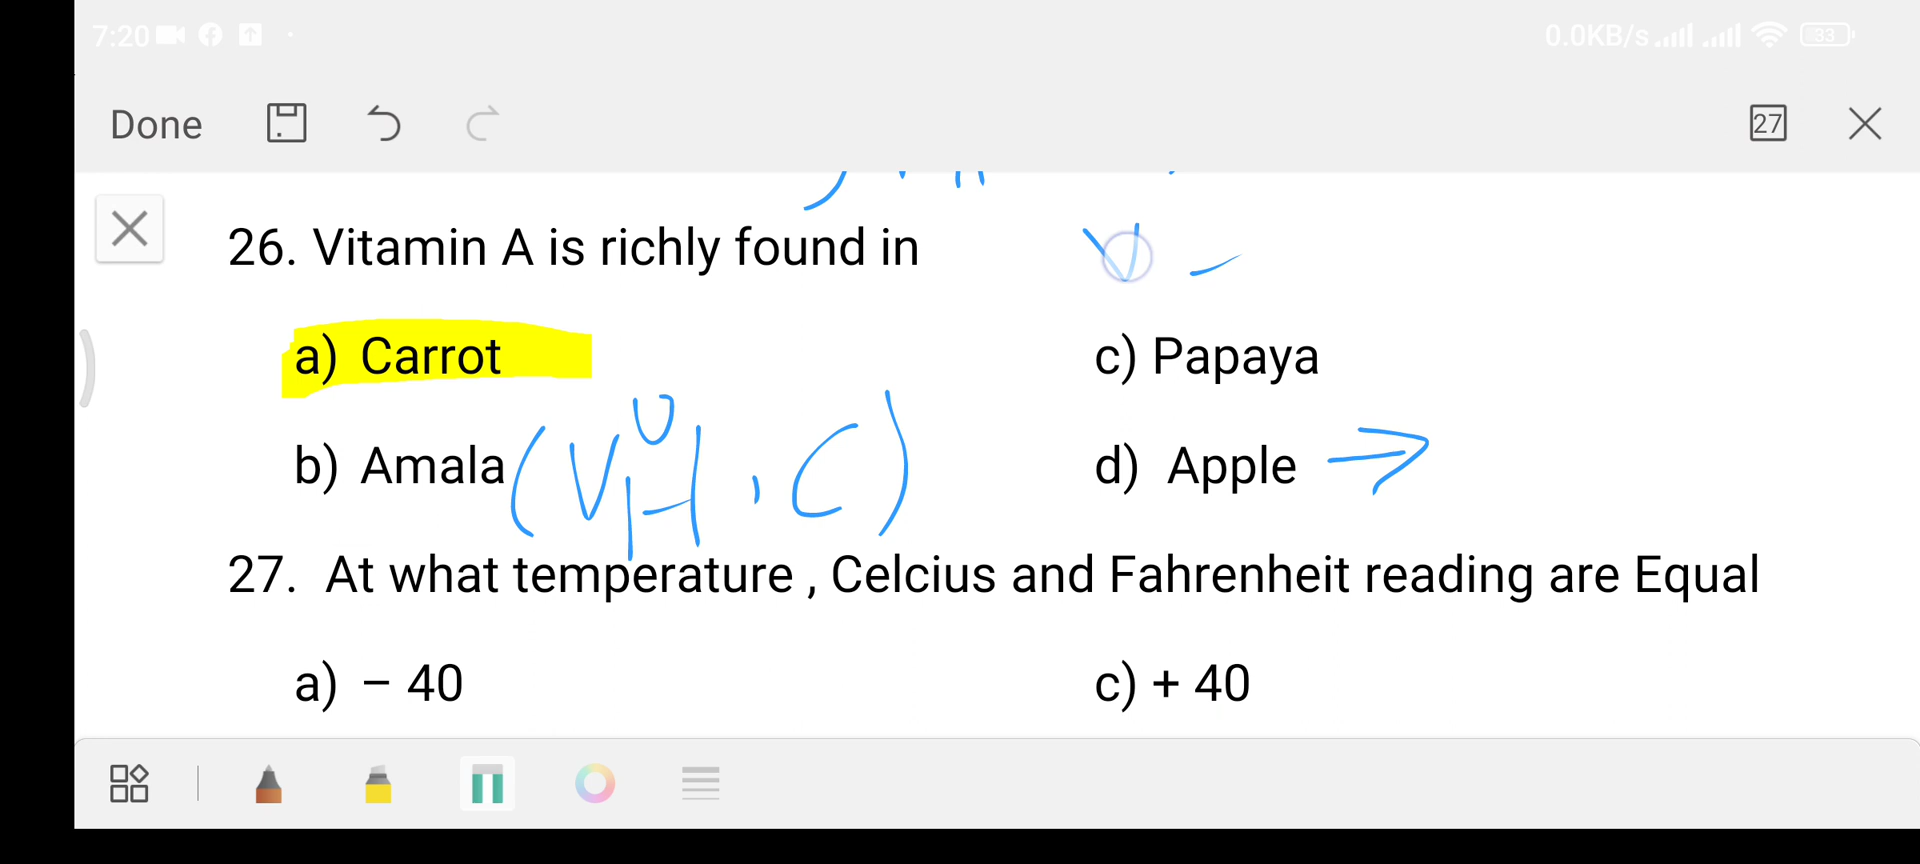 7:20
0.0KB/s 33
Done 27
26. Vitamin A is richly found in
a) Carrot c) Papaya
b) Amala d) Apple
27. At what temperature , Celcius and Fahrenheit reading are Equal
a) – 40 c) + 40